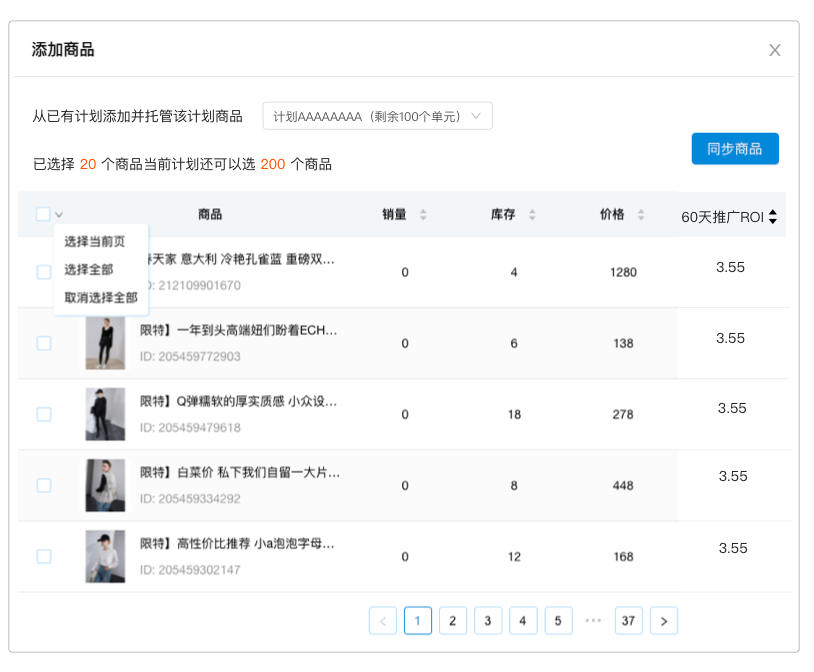 添加商品
从已有计划添加并托管该计划商品 计划AAAAAAAA（剩余100个单元）
已选择 20 个商品当前计划还可以选 200 个商品
同步商品
商品 销量 库存 价格 60天推广ROI
选择当前页
选择全部
取消选择全部
天家 意大利 冷艳孔雀蓝 重磅双...
: 212109901670
0 4 1280 3.55
限特】一年到头高端妞们盼着ECH...
ID: 205459772903
0 6 138 3.55
限特】Q弹糯软的厚实质感 小众设...
ID: 205459479618
0 18 278 3.55
限特】白菜价 私下我们自留一大片...
ID: 205459334292
0 8 448 3.55
限特】高性价比推荐 小a泡泡字母...
ID: 205459302147
0 12 168 3.55
< 1 2 3 4 5 ••• 37 >